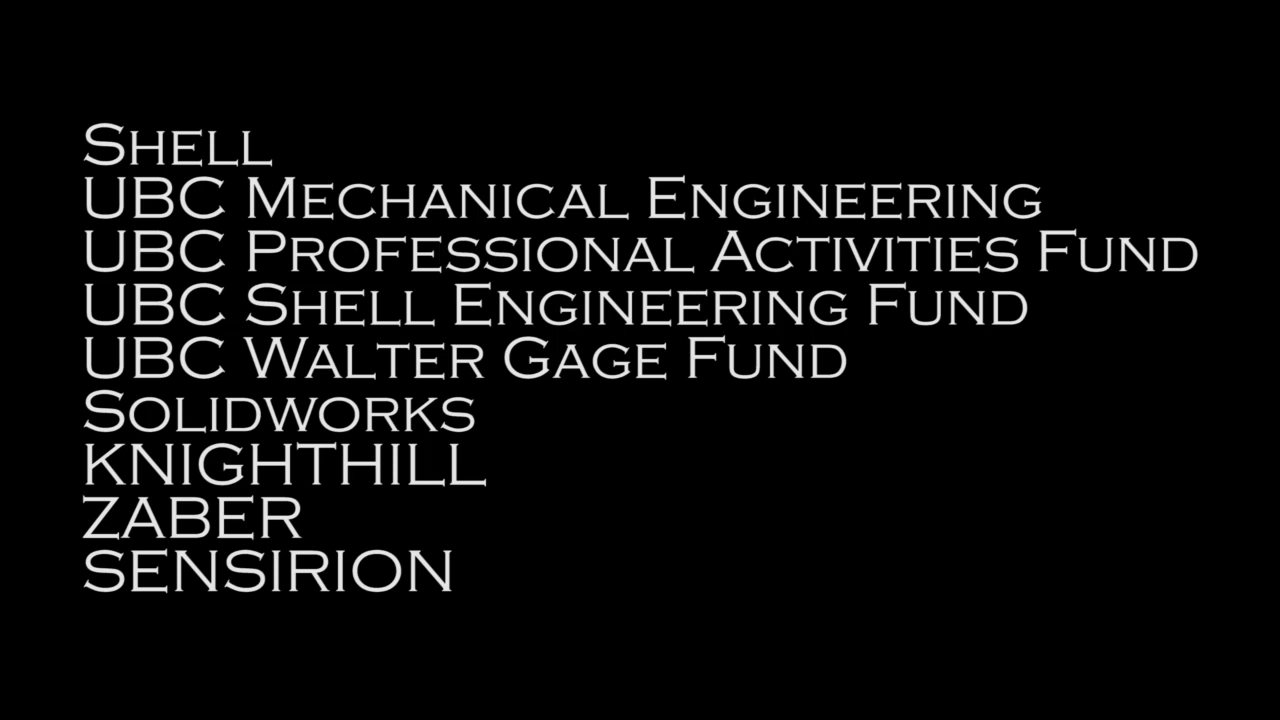 Shell
UBC Mechanical Engineering
UBC Professional Activities Fund
UBC Shell Engineering Fund
UBC Walter Gage Fund
Solidworks
KNIGHTHILL
ZABER
SENSIRION